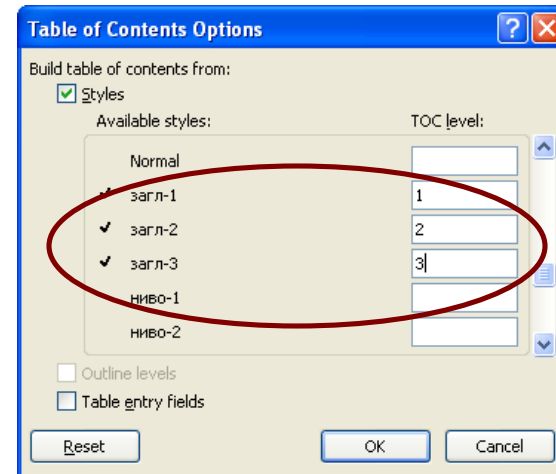 Table of Contents Options
Build table of contents from:
Styles
Available styles: TOC level:
Normal
загл-1 1
загл-2 2
загл-3 3
ниво-1
ниво-2
Outline levels
Table entry fields
Reset OK Cancel